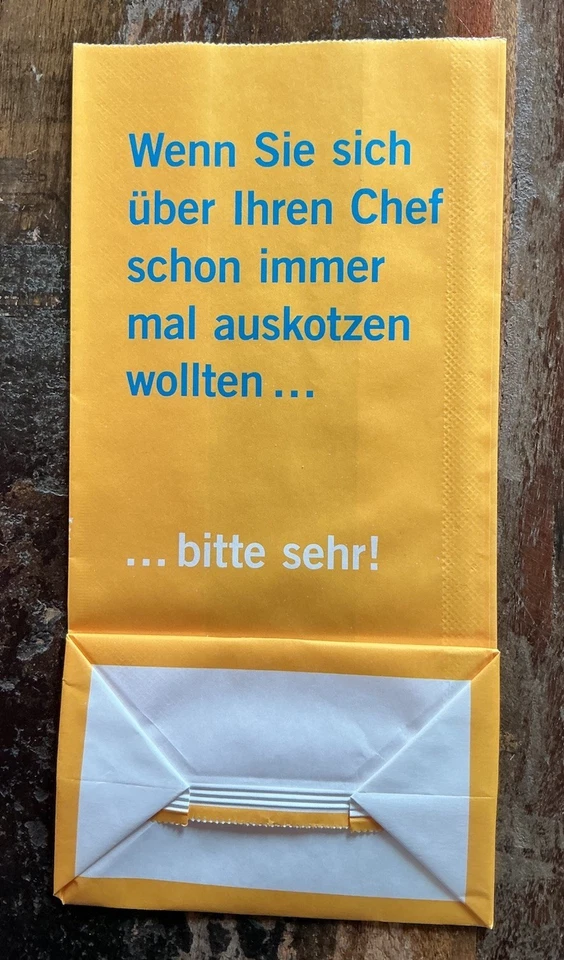 Wenn Sie sich
über Ihren Chef
schon immer
mal auskotzen
wollten ...
... bitte sehr!